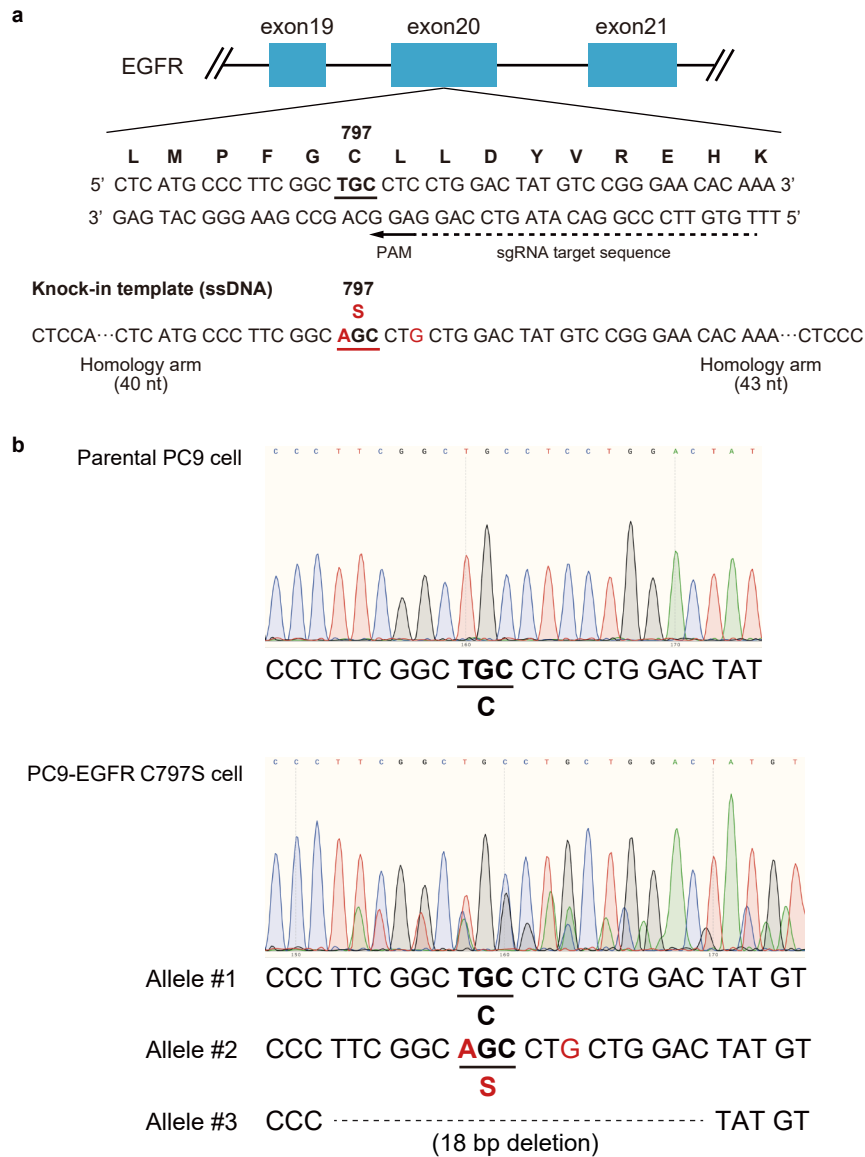 a
exon19 exon20 exon21
EGFR
797
L M P F G C L L D Y V R E H K
5’ CTC ATG CCC TTC GGC TGC CTC CTG GAC TAT GTC CGG GAA CAC AAA 3’
3’ GAG TAC GGG AAG CCG ACG GAG GAC CTG ATA CAG GCC CTT GTG TTT 5’
PAM sgRNA target sequence
Knock-in template (ssDNA) 797
S
CTCCA···CTC ATG CCC TTC GGC AGC CTG CTG GAC TAT GTC CGG GAA CAC AAA···CTCCC
Homology arm Homology arm
(40 nt) (43 nt)
b
Parental PC9 cell
C C C T T C G G C T G C C T C C T G G A C T A T
160 170
CCC TTC GGC TGC CTC CTG GAC TAT
C
PC9-EGFR C797S cell
C C C T T C G G C T G C C T G C T G G A C T A T G T
150 160 170
Allele #1 CCC TTC GGC TGC CTC CTG GAC TAT GT
C
Allele #2 CCC TTC GGC AGC CTG CTG GAC TAT GT
S
Allele #3 CCC TAT GT
(18 bp deletion)